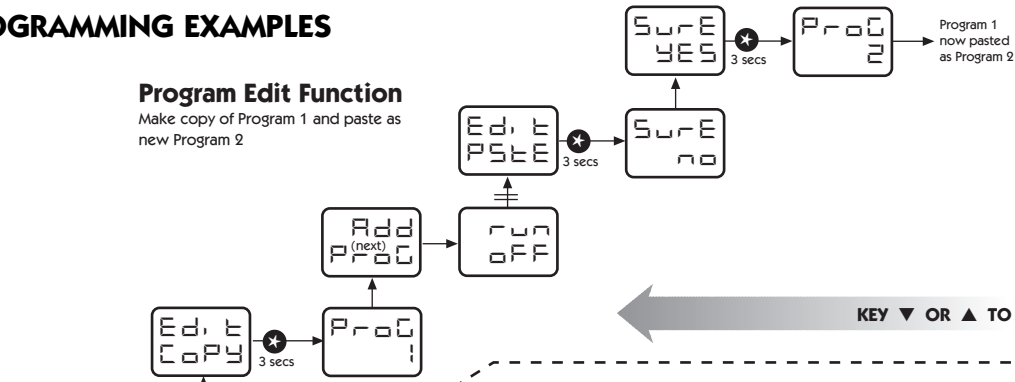 OGRAMMING EXAMPLES
Program Edit Function
Make copy of Program 1 and paste as
new Program 2
SurE
YES
3 secs
ProG
2
Program 1
now pasted
as Program 2
Edit
PStE
3 secs
SurE
no
Add
(next)
ProG
run
oFF
Edit
CoPY
3 secs
ProG
1
KEY ▼ OR ▲ TO